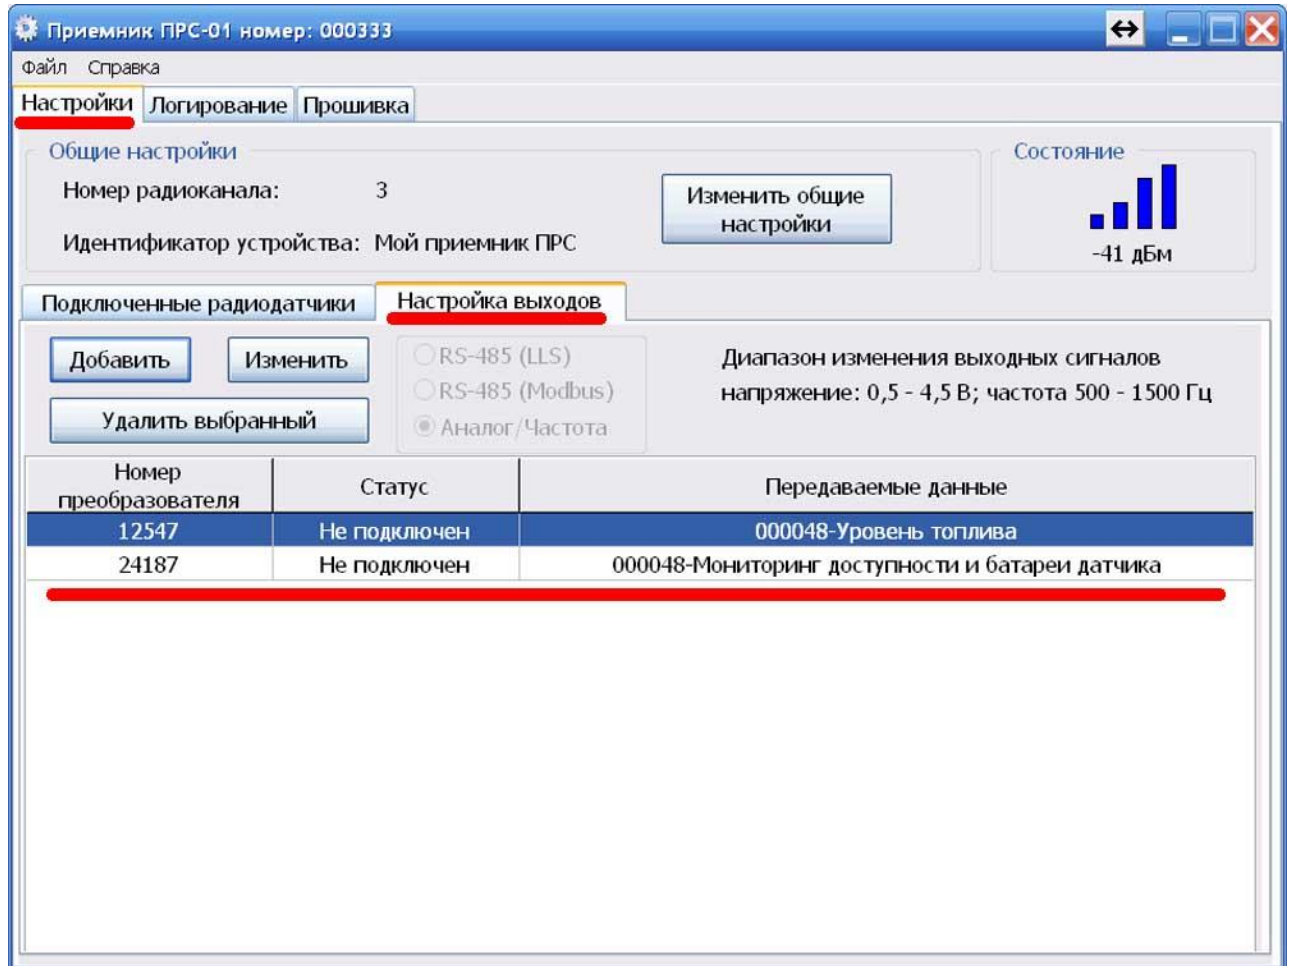 Приемник ПРС-01 номер: 000333
Файл Справка
Настройки Логирование Прошивка
Общие настройки
Состояние
Номер радиоканала: 3
Изменить общие
настройки
Идентификатор устройства: Мой приемник ПРС
-41 дБм
Подключенные радиодатчики Настройка выходов
Добавить Изменить
Удалить выбранный
RS-485 (LLS)
RS-485 (Modbus)
Аналог/Частота
Диапазон изменения выходных сигналов
напряжение: 0,5 - 4,5 В; частота 500 - 1500 Гц
Номер
преобразователя
Статус
Передаваемые данные
12547 Не подключен 000048-Уровень топлива
24187 Не подключен 000048-Мониторинг доступности и батареи датчика